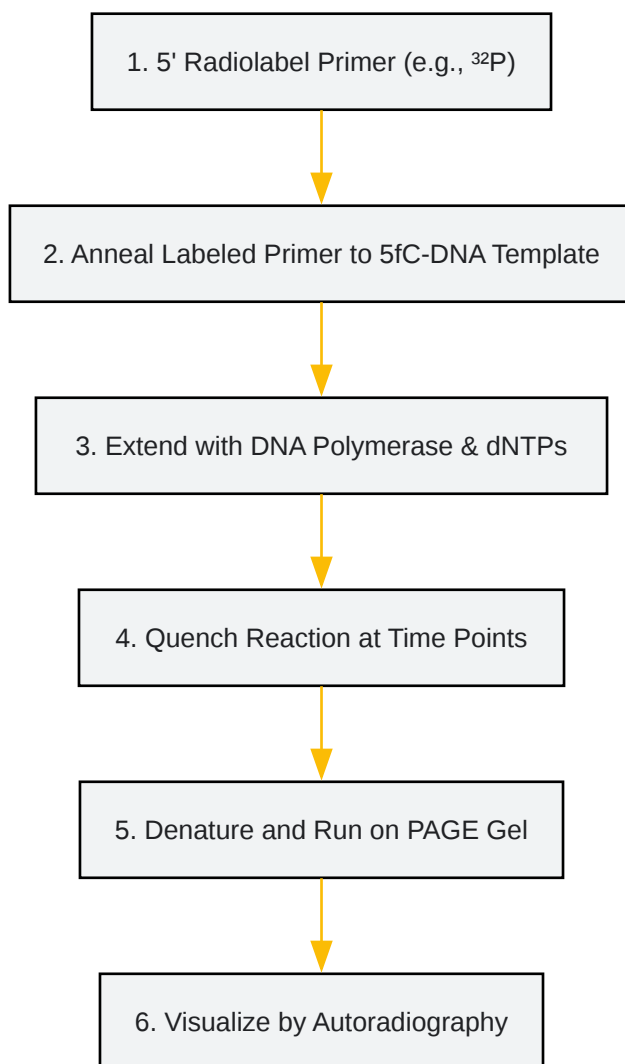 1. 5' Radiolabel Primer (e.g., ³²P)
2. Anneal Labeled Primer to 5fC-DNA Template
3. Extend with DNA Polymerase & dNTPs
4. Quench Reaction at Time Points
5. Denature and Run on PAGE Gel
6. Visualize by Autoradiography